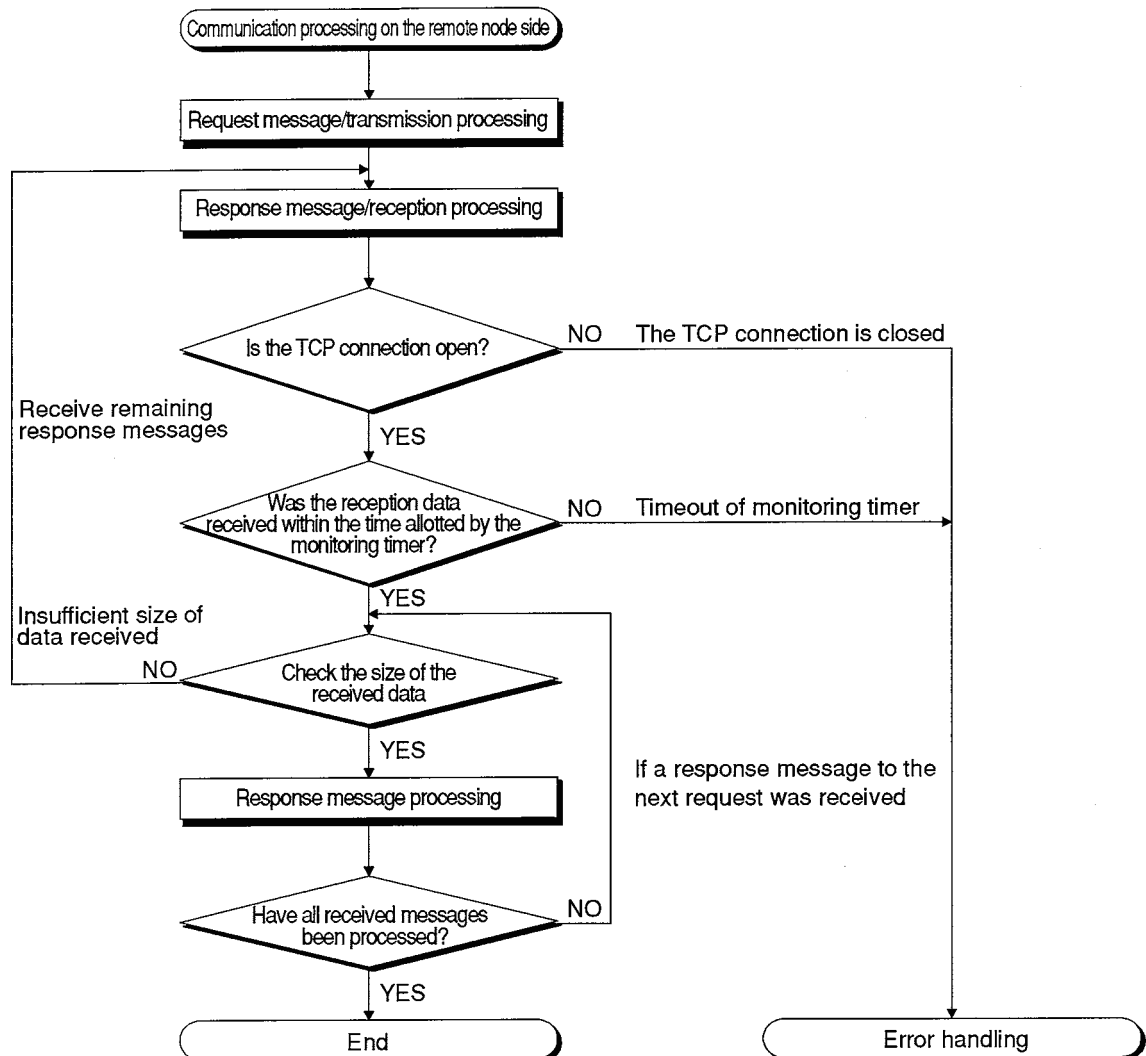 Communication processing on the remote node side
Request message/transmission processing
Response message/reception processing
Is the TCP connection open?
NO
The TCP connection is closed
Receive remaining
response messages
YES
Was the reception data
received within the time allotted by the
monitoring timer?
NO
Timeout of monitoring timer
YES
Insufficient size of
data received
NO
Check the size of the
received data
YES
Response message processing
If a response message to the
next request was received
Have all received messages
been processed?
NO
YES
End
Error handling